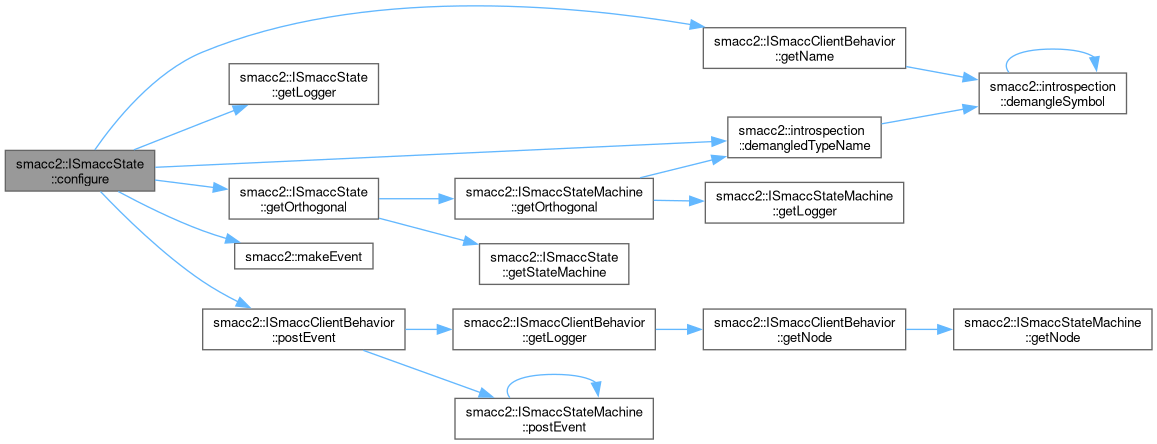 smacc2::ISmaccState
::configure
smacc2::ISmaccClientBehavior
::getName
smacc2::ISmaccState
::getLogger
smacc2::introspection
::demangleSymbol
smacc2::introspection
::demangledTypeName
smacc2::ISmaccState
::getOrthogonal
smacc2::ISmaccStateMachine
::getOrthogonal
smacc2::ISmaccStateMachine
::getLogger
smacc2::makeEvent
smacc2::ISmaccState
::getStateMachine
smacc2::ISmaccClientBehavior
::postEvent
smacc2::ISmaccClientBehavior
::getLogger
smacc2::ISmaccClientBehavior
::getNode
smacc2::ISmaccStateMachine
::getNode
smacc2::ISmaccStateMachine
::postEvent